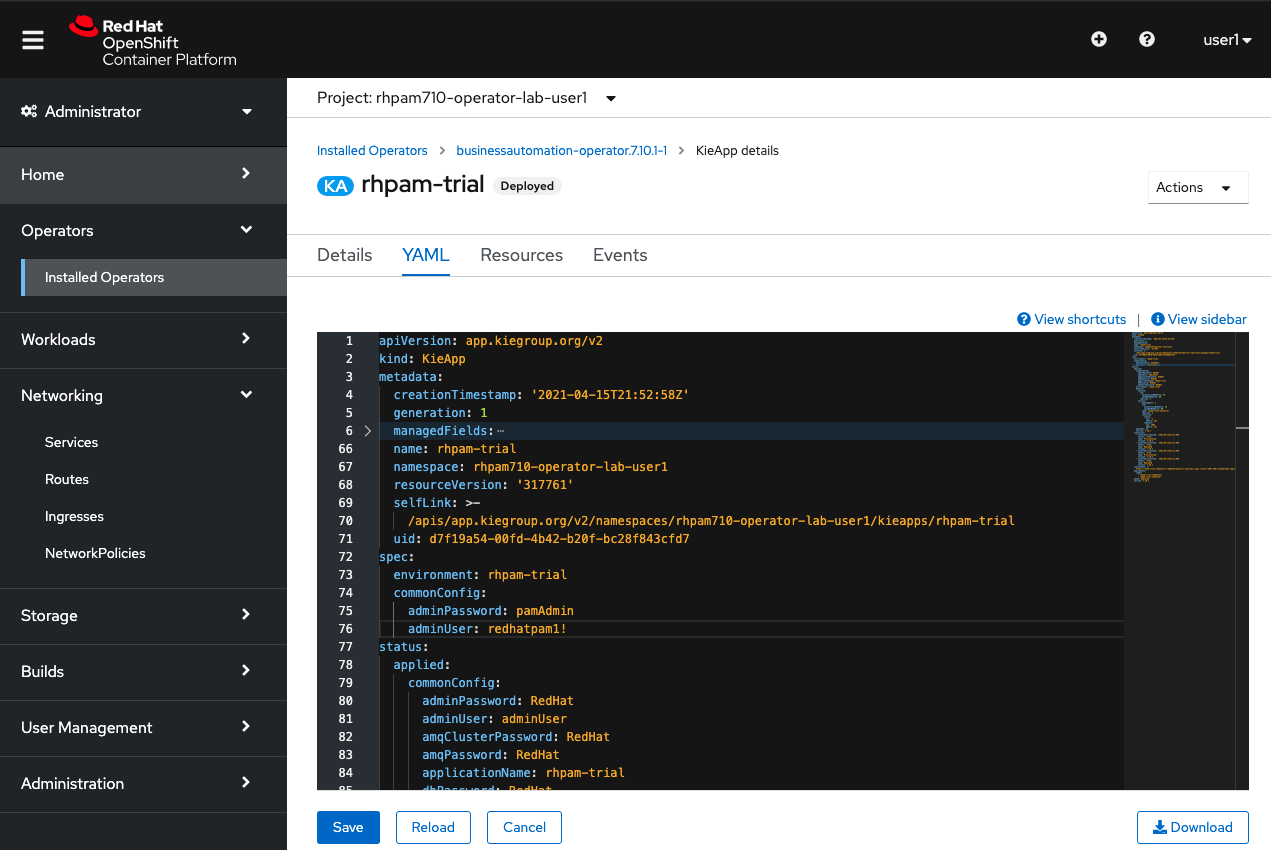 Red Hat
OpenShift
Container Platform
user1
Administrator
Home
Operators
Installed Operators
Workloads
Networking
Services
Routes
Ingresses
NetworkPolicies
Storage
Builds
User Management
Administration
Project: rhpam710-operator-lab-user1
Installed Operators > businessautomation-operator.7.10.1-1 > KieApp details
KA rhpam-trial Deployed
Actions
Details YAML Resources Events
View shortcuts | View sidebar
1 apiVersion: app.kiegroup.org/v2
2 kind: KieApp
3 metadata:
4 creationTimestamp: '2021-04-15T21:52:58Z'
5 generation: 1
6 managedFields:
66 name: rhpam-trial
67 namespace: rhpam710-operator-lab-user1
68 resourceVersion: '317761'
69 selfLink: >-
70 /apis/app.kiegroup.org/v2/namespaces/rhpam710-operator-lab-user1/kieapps/rhpam-trial
71 uid: d7f19a54-00fd-4b42-b20f-bc28f843cfd7
72 spec:
73 environment: rhpam-trial
74 commonConfig:
75 adminPassword: pamAdmin
76 adminUser: redhatpam1!
77 status:
78 applied:
79 commonConfig:
80 adminPassword: RedHat
81 adminUser: adminUser
82 amqClusterPassword: RedHat
83 amqPassword: RedHat
84 applicationName: rhpam-trial
85 dbPassword: RedHat
Save Reload Cancel Download